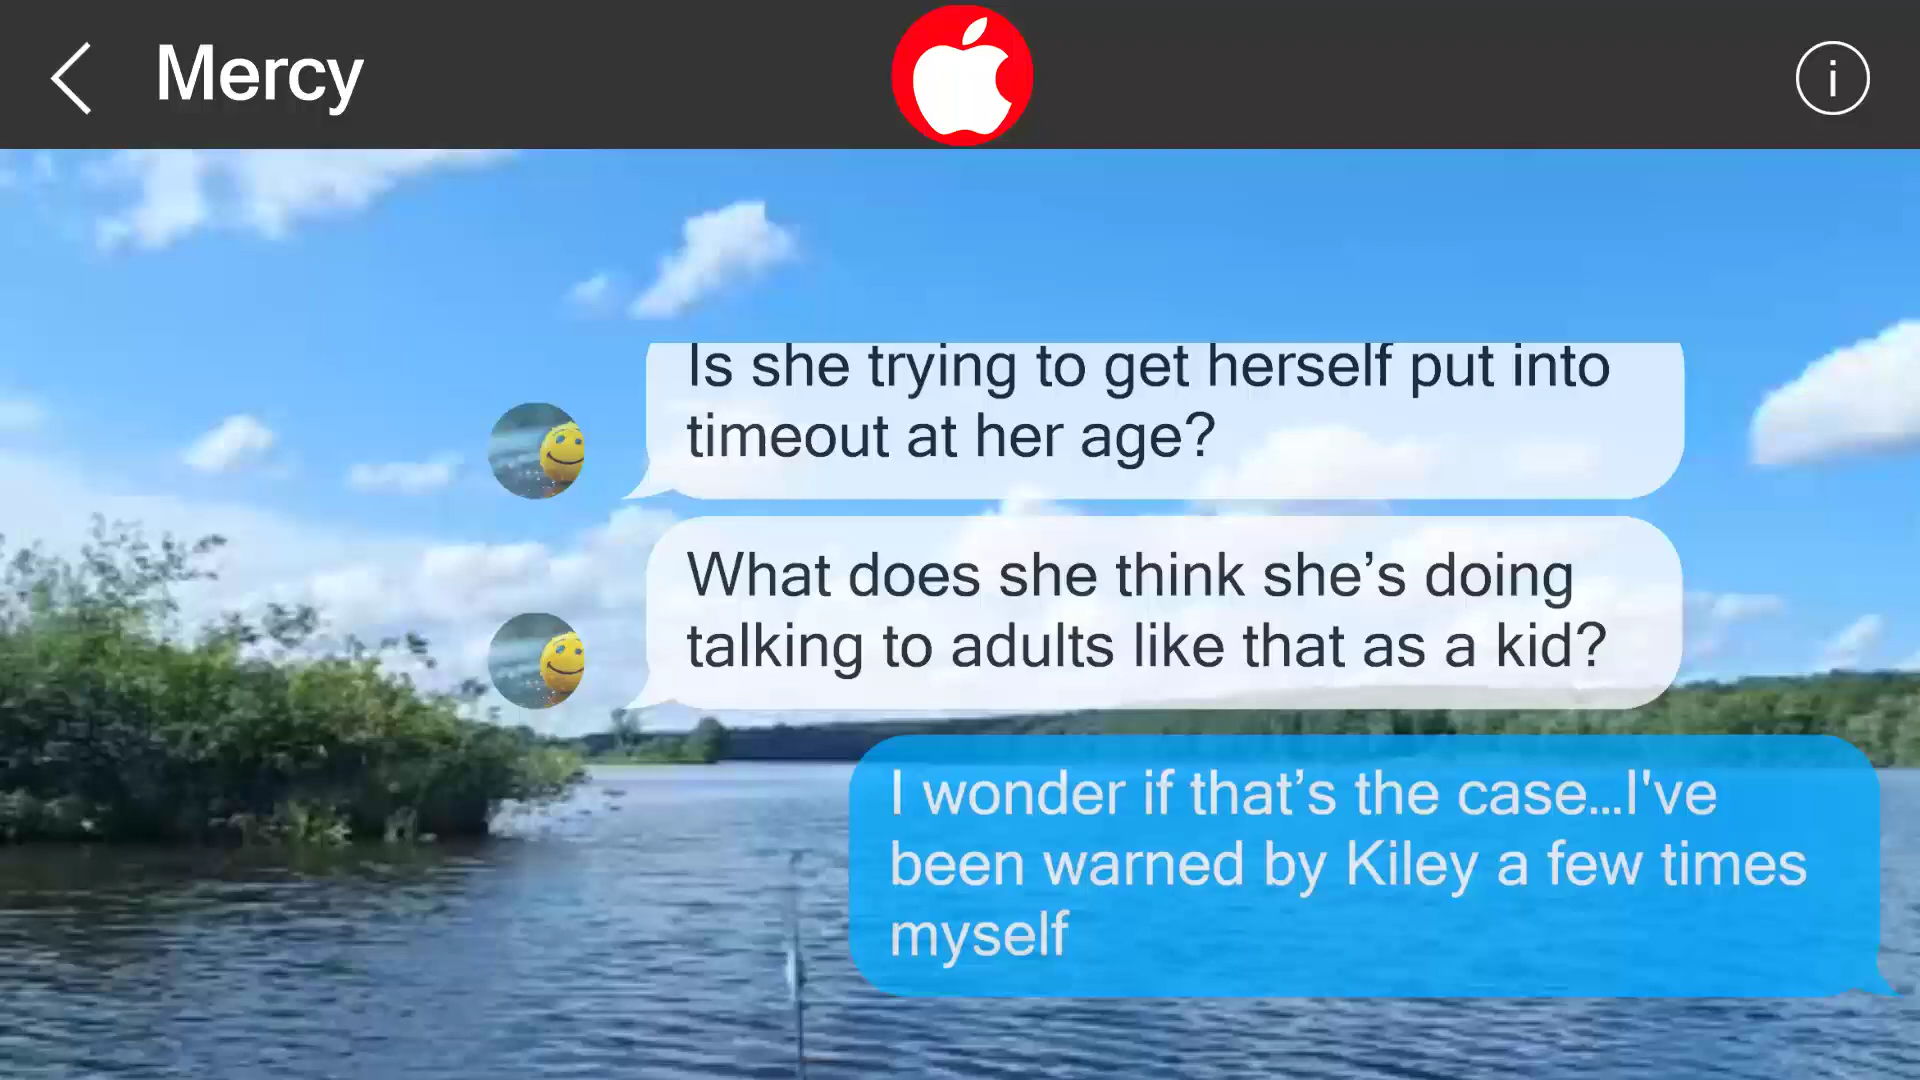 Mercy
i
Is she trying to get herself put into
timeout at her age?
What does she think she’s doing
talking to adults like that as a kid?
I wonder if that’s the case...I've
been warned by Kiley a few times
myself